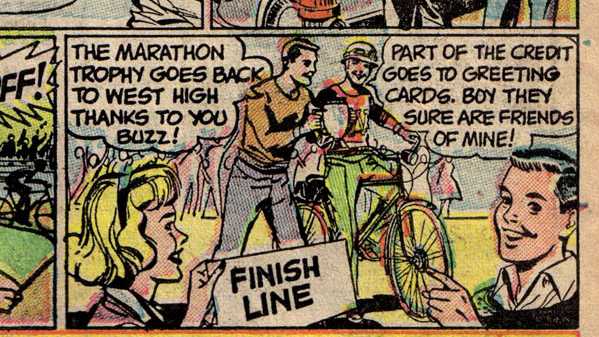 FF!
THE MARATHON
TROPHY GOES BACK
TO WEST HIGH
THANKS TO YOU
BUZZ!
PART OF THE CREDIT
GOES TO GREETING
CARDS. BOY THEY
SURE ARE FRIENDS
OF MINE!
FINISH
LINE